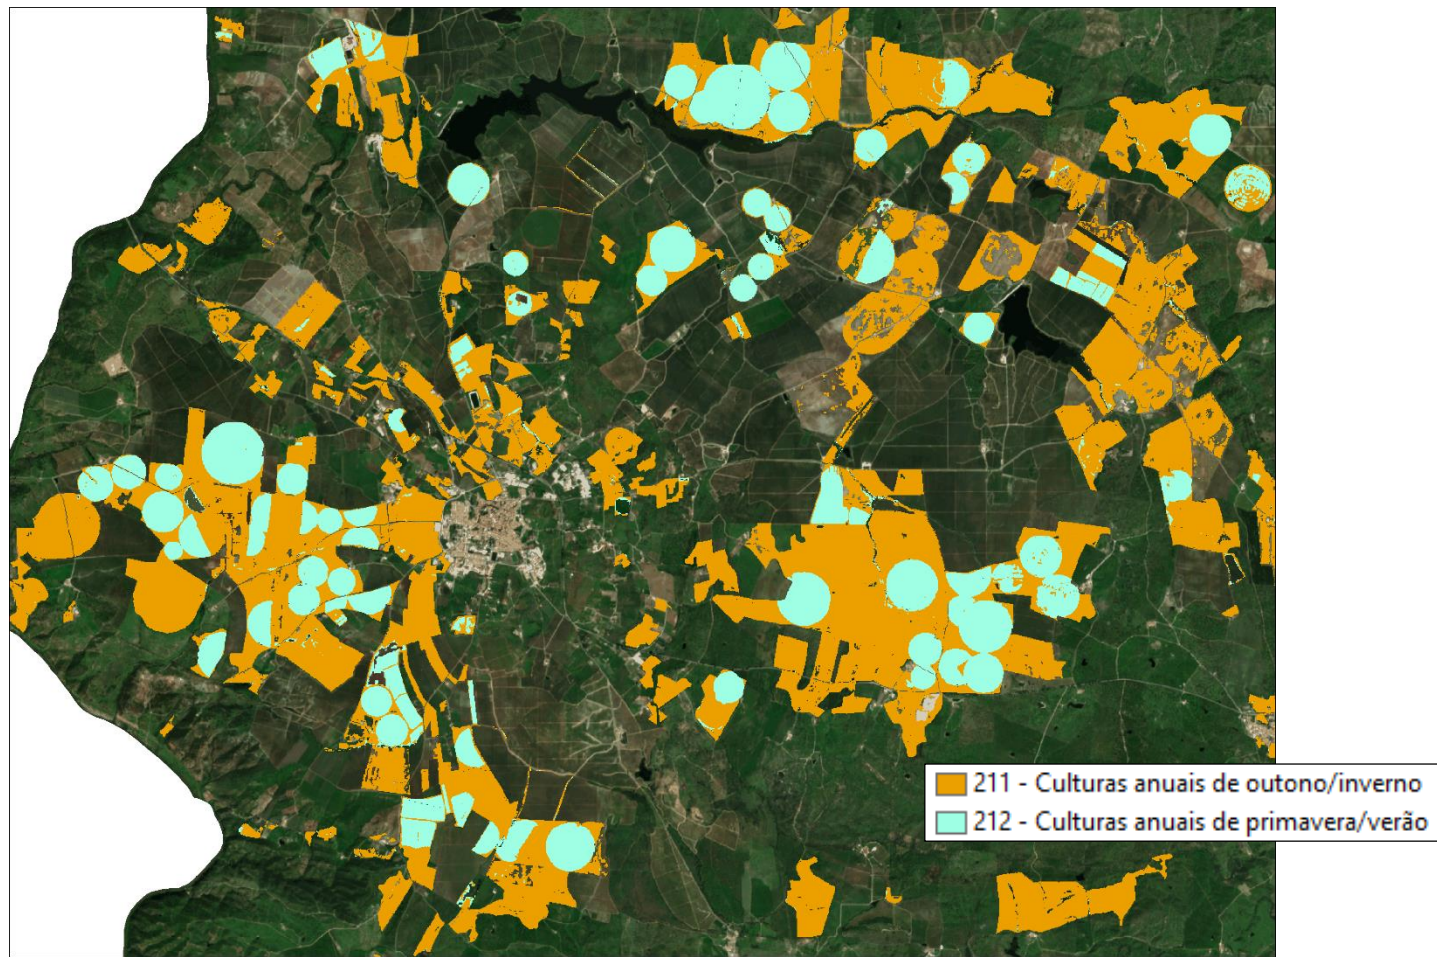 211 - Culturas anuais de outono/inverno
212 - Culturas anuais de primavera/verão